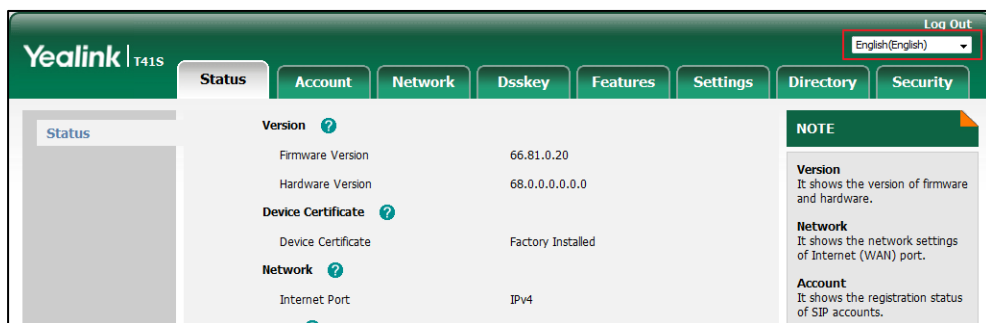 Log Out
English(English)
Yealink T41S
Status Account Network Dsskey Features Settings Directory Security
Status
Version ?
Firmware Version 66.81.0.20
Hardware Version 68.0.0.0.0.0.0
Device Certificate ?
Device Certificate Factory Installed
Network ?
Internet Port IPv4
NOTE
Version
It shows the version of firmware
and hardware.
Network
It shows the network settings
of Internet (WAN) port.
Account
It shows the registration status
of SIP accounts.